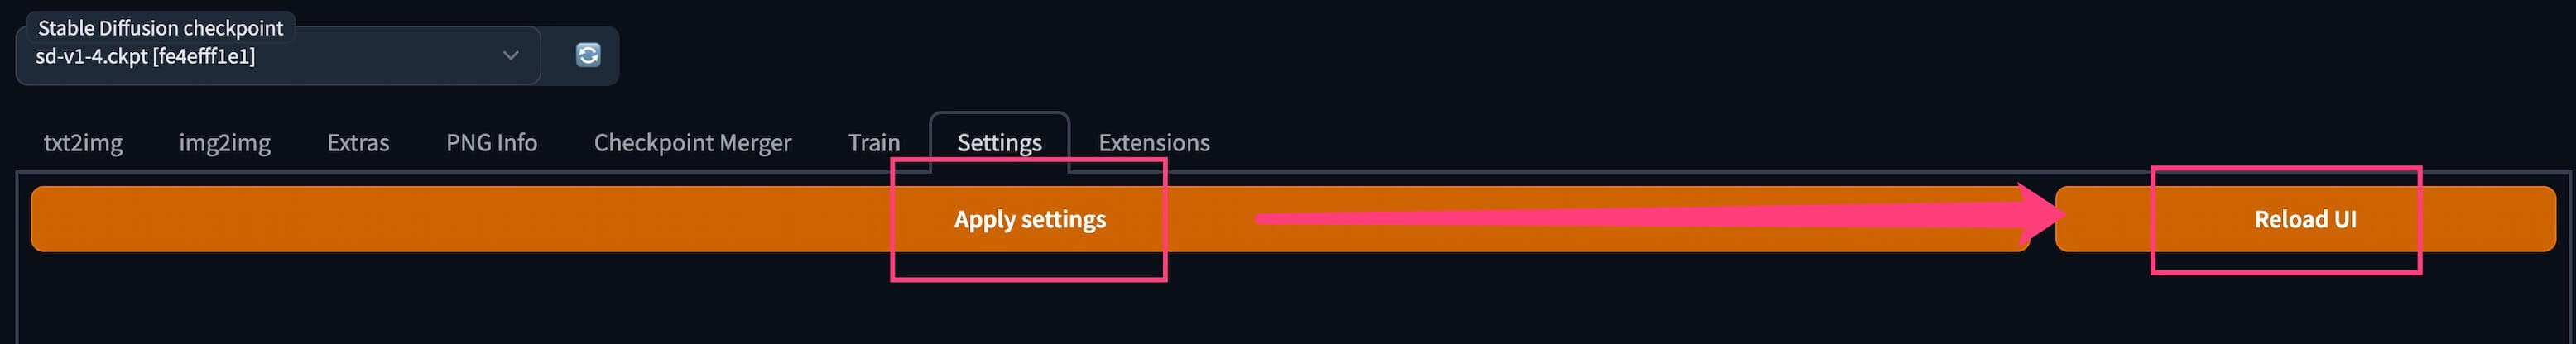 Stable Diffusion checkpoint
sd-v1-4.ckpt [fe4efff1e1]
txt2img img2img Extras PNG Info Checkpoint Merger Train Settings Extensions
Apply settings Reload UI